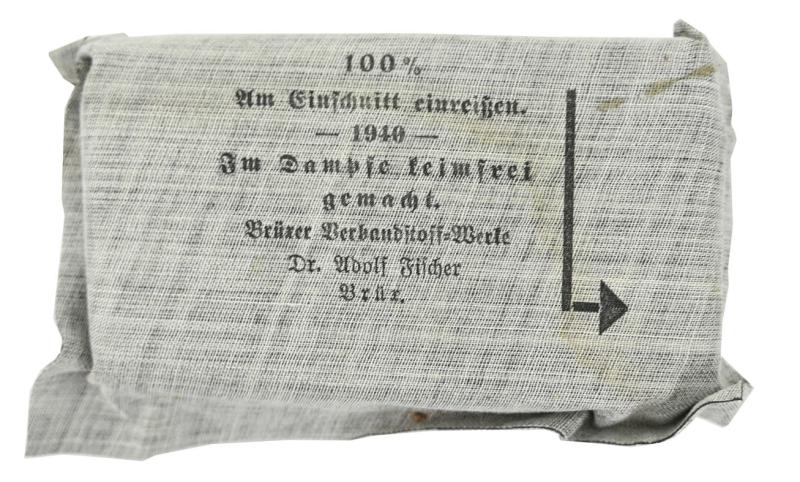 100%
Am Einschnitt einreißen.
— 1940 —
Im Dampfe keimfrei
gemacht.
Brüxer Verbandstoff-Werke
Dr. Adolf Fischer
Brüx.